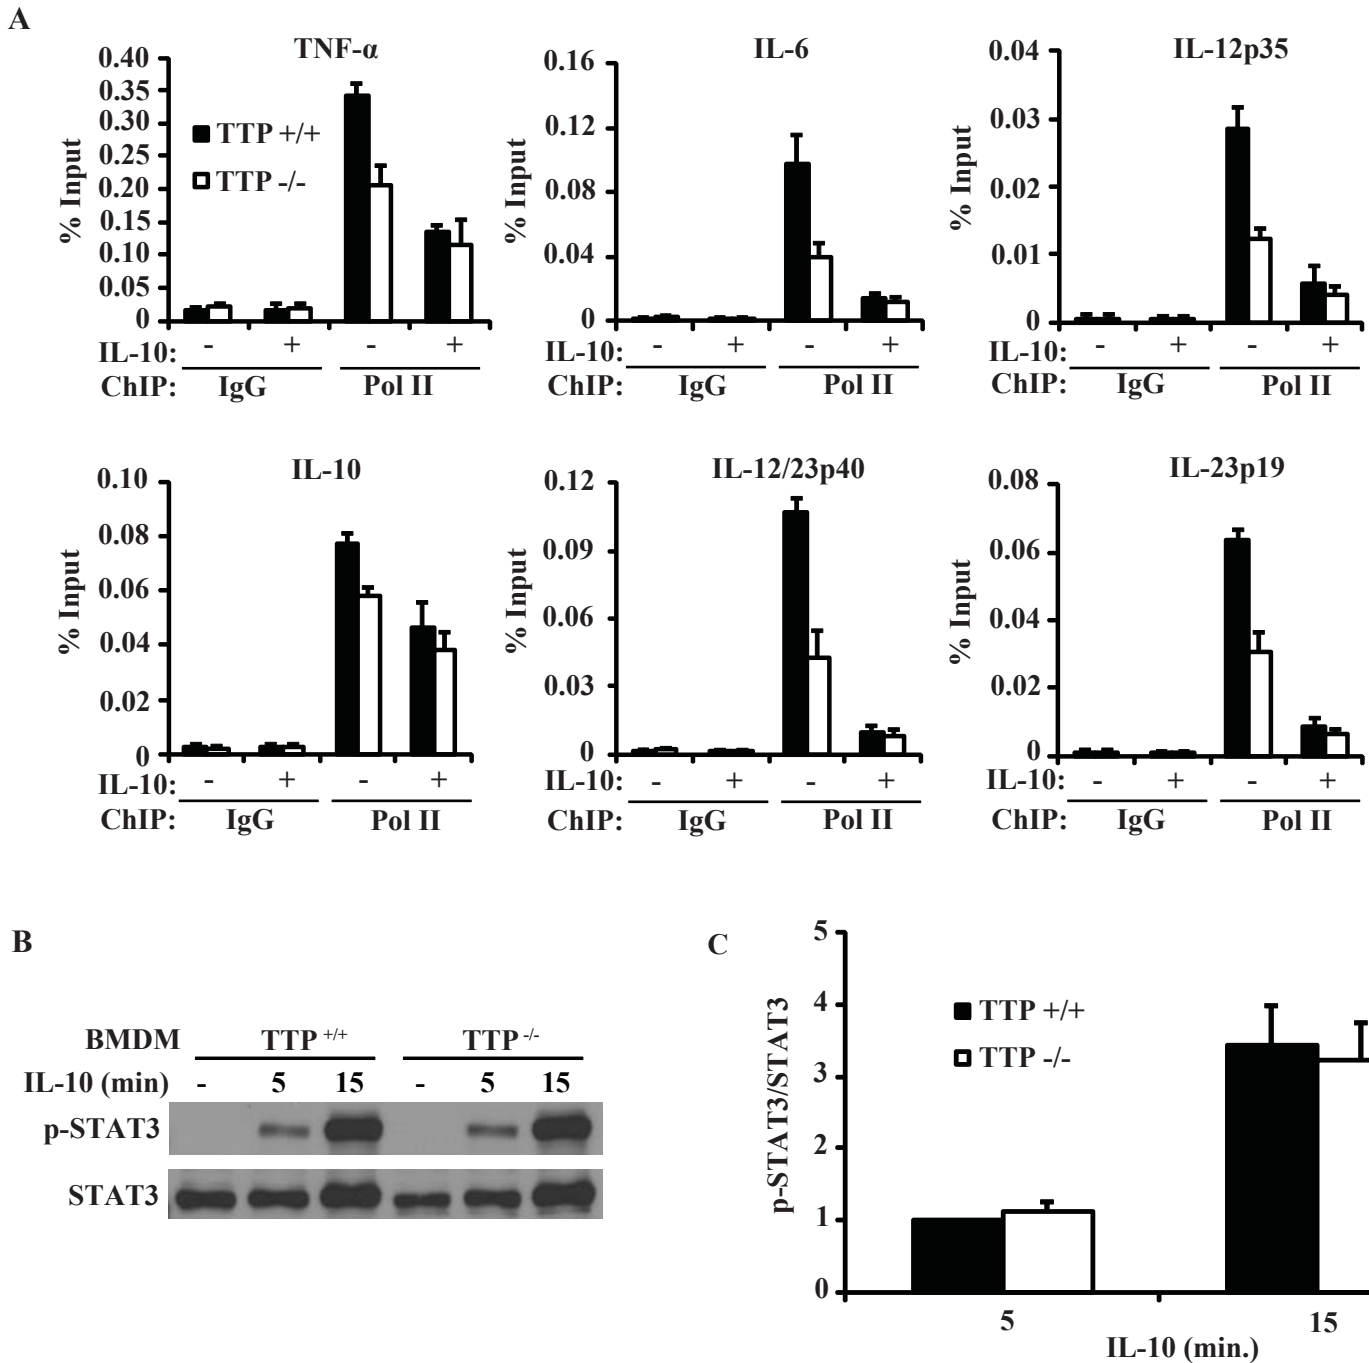 A
TNF-α
0.40
0.35
0.30
0.25
0.20
0.15
0.10
0.05
0
% Input
TTP +/+
TTP -/-
IL-10: - + - +
ChIP: IgG Pol II
IL-6
0.16
0.12
0.08
0.04
0
% Input
IL-10: - + - +
ChIP: IgG Pol II
IL-12p35
0.04
0.03
0.02
0.01
0
% Input
IL-10: - + - +
ChIP: IgG Pol II
IL-10
0.10
0.08
0.06
0.04
0.02
0
% Input
IL-10: - + - +
ChIP: IgG Pol II
IL-12/23p40
0.12
0.09
0.06
0.03
0
% Input
IL-10: - + - +
ChIP: IgG Pol II
IL-23p19
0.08
0.06
0.04
0.02
0
% Input
IL-10: - + - +
ChIP: IgG Pol II
B
BMDM TTP +/+ TTP -/-
IL-10 (min) - 5 15 - 5 15
p-STAT3
STAT3
C
5
4
3
2
1
0
p-STAT3/STAT3
TTP +/+
TTP -/-
5 15
IL-10 (min.)